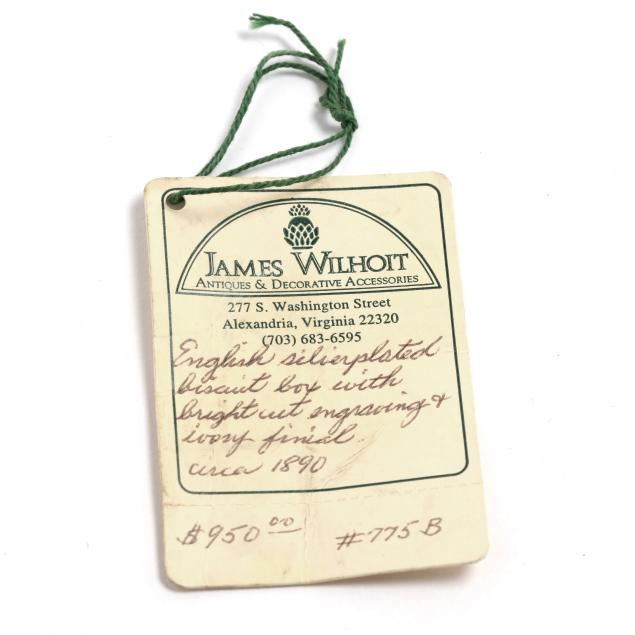 JAMES WILHOIT
ANTIQUES & DECORATIVE ACCESSORIES
277 S. Washington Street
Alexandria, Virginia 22320
(703) 683-6595
English silverplated
biscuit box with
bright cut engraving &
ivory finial
circa 1890
$950.00 #775B